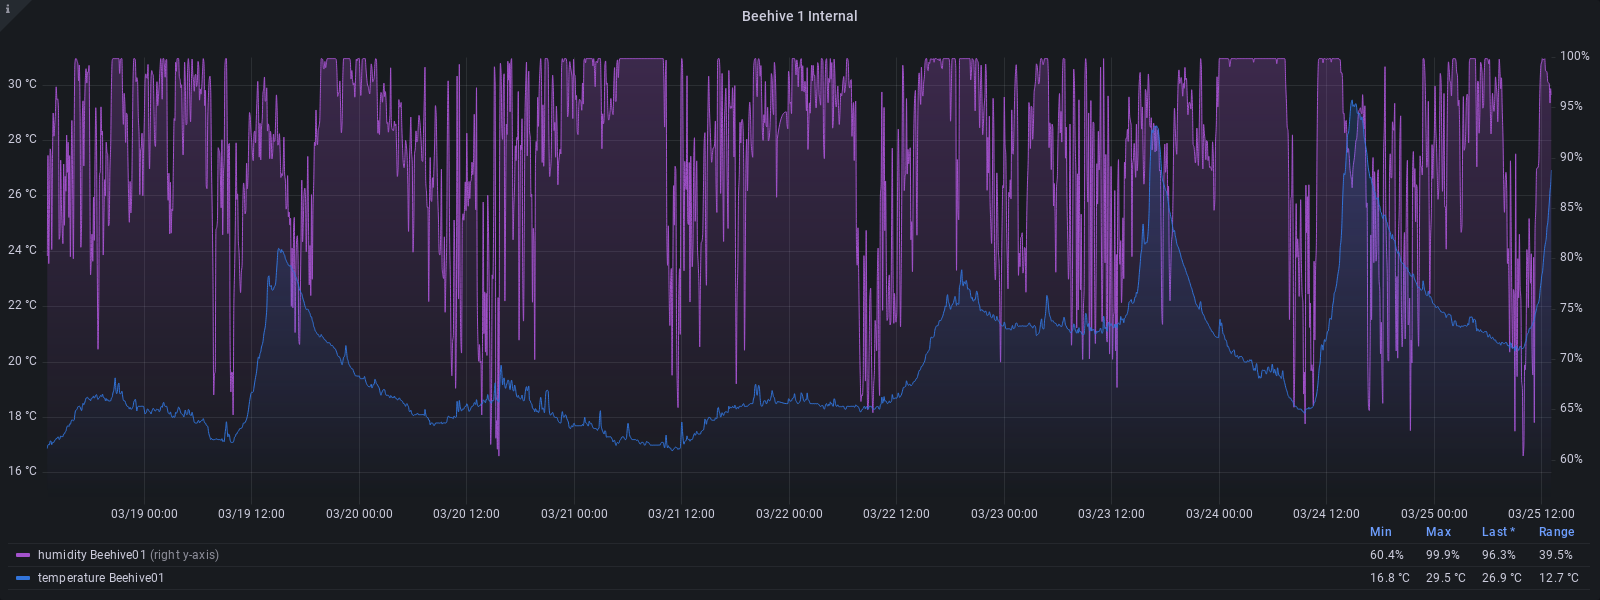 i
Beehive 1 Internal
30 °C
28 °C
26 °C
24 °C
22 °C
20 °C
18 °C
16 °C
100%
95%
90%
85%
80%
75%
70%
65%
60%
03/19 00:00 03/19 12:00 03/20 00:00 03/20 12:00 03/21 00:00 03/21 12:00 03/22 00:00 03/22 12:00 03/23 00:00 03/23 12:00 03/24 00:00 03/24 12:00 03/25 00:00 03/25 12:00
Min Max Last * Range
humidity Beehive01 (right y-axis) 60.4% 99.9% 96.3% 39.5%
temperature Beehive01 16.8 °C 29.5 °C 26.9 °C 12.7 °C